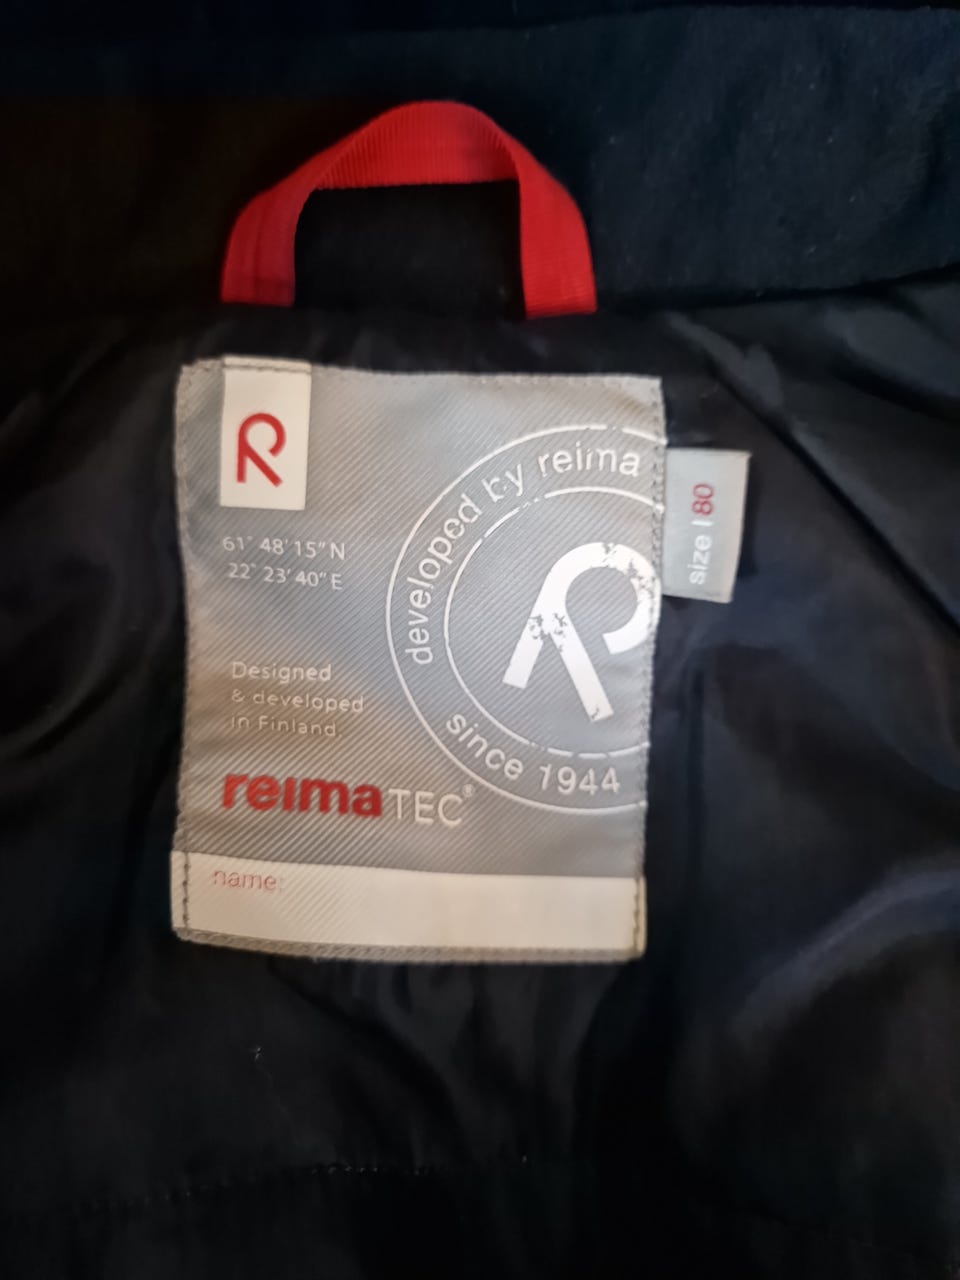 R
developed by reima
R
since 1944
size | 80
61° 48' 15" N
22° 23' 40" E
Designed
& developed
in Finland.
reimaTEC®
name: